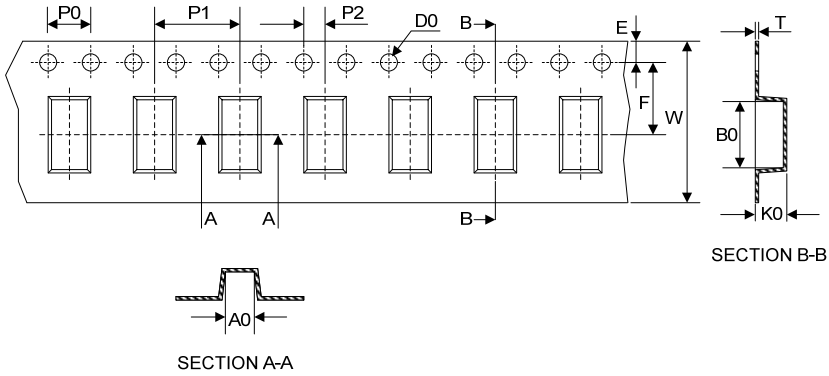 P0 P1 P2 D0 B E T
F W
B0
A A B
K0
SECTION B-B
A0
SECTION A-A